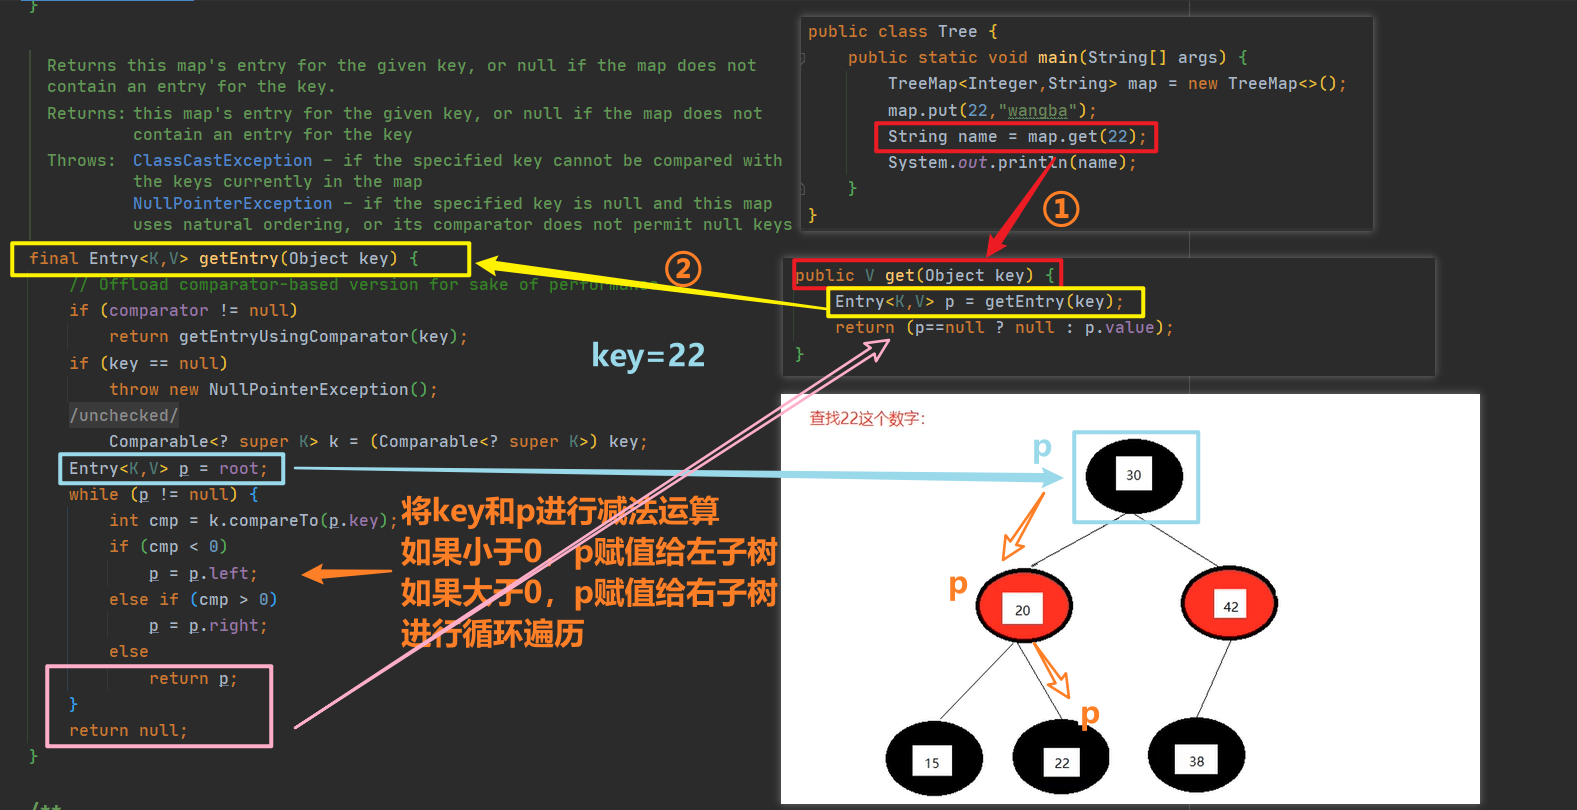 }
Returns this map's entry for the given key, or null if the map does not
contain an entry for the key.
Returns: this map's entry for the given key, or null if the map does not
contain an entry for the key
Throws: ClassCastException – if the specified key cannot be compared with
the keys currently in the map
NullPointerException – if the specified key is null and this map
uses natural ordering, or its comparator does not permit null keys
final Entry<K,V> getEntry(Object key) {
// Offload comparator-based version for sake of performance
if (comparator != null)
return getEntryUsingComparator(key);
if (key == null)
throw new NullPointerException();
/unchecked/
Comparable<? super K> k = (Comparable<? super K>) key;
Entry<K,V> p = root;
while (p != null) {
int cmp = k.compareTo(p.key);
if (cmp < 0)
p = p.left;
else if (cmp > 0)
p = p.right;
else
return p;
}
return null;
}
/**
将key和p进行减法运算
如果小于0，p赋值给左子树
如果大于0，p赋值给右子树
进行循环遍历
key=22
②
public class Tree {
public static void main(String[] args) {
TreeMap<Integer,String> map = new TreeMap<>();
map.put(22,"wangba");
String name = map.get(22);
System.out.println(name);
}
}
①
public V get(Object key) {
Entry<K,V> p = getEntry(key);
return (p==null ? null : p.value);
}
查找22这个数字:
p
30
p
20
42
p
15
22
38